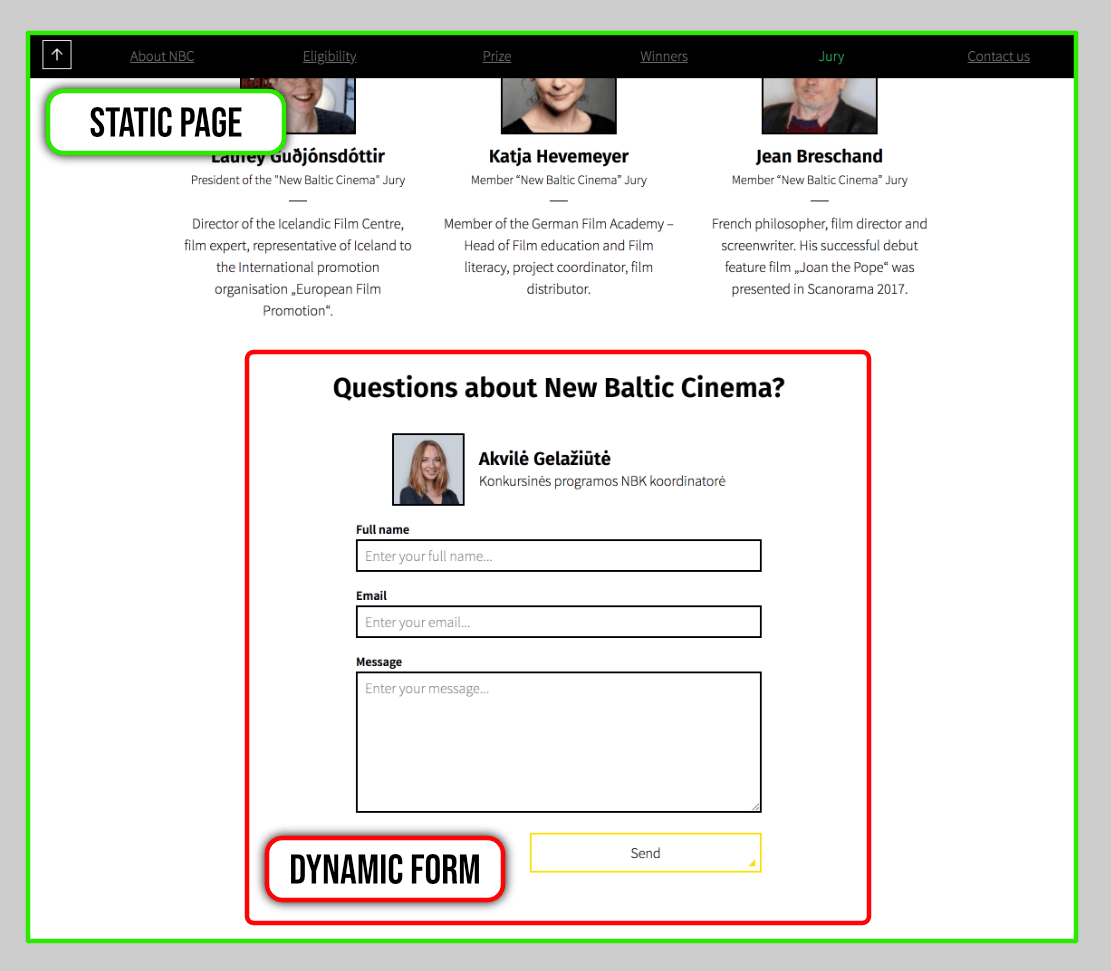 About NBC Eligibility Prize Winners Jury Contact us
STATIC PAGE
Laufey Guðjónsdóttir
President of the "New Baltic Cinema" Jury
Director of the Icelandic Film Centre,
film expert, representative of Iceland to
the International promotion
organisation „European Film
Promotion“.
Katja Hevemeyer
Member “New Baltic Cinema” Jury
Member of the German Film Academy –
Head of Film education and Film
literacy, project coordinator, film
distributor.
Jean Breschand
Member “New Baltic Cinema” Jury
French philosopher, film director and
screenwriter. His successful debut
feature film „Joan the Pope“ was
presented in Scanorama 2017.
Questions about New Baltic Cinema?
Akvilė Gelažiūtė
Konkursinės programos NBK koordinatorė
Full name
Enter your full name...
Email
Enter your email...
Message
Enter your message...
DYNAMIC FORM
Send